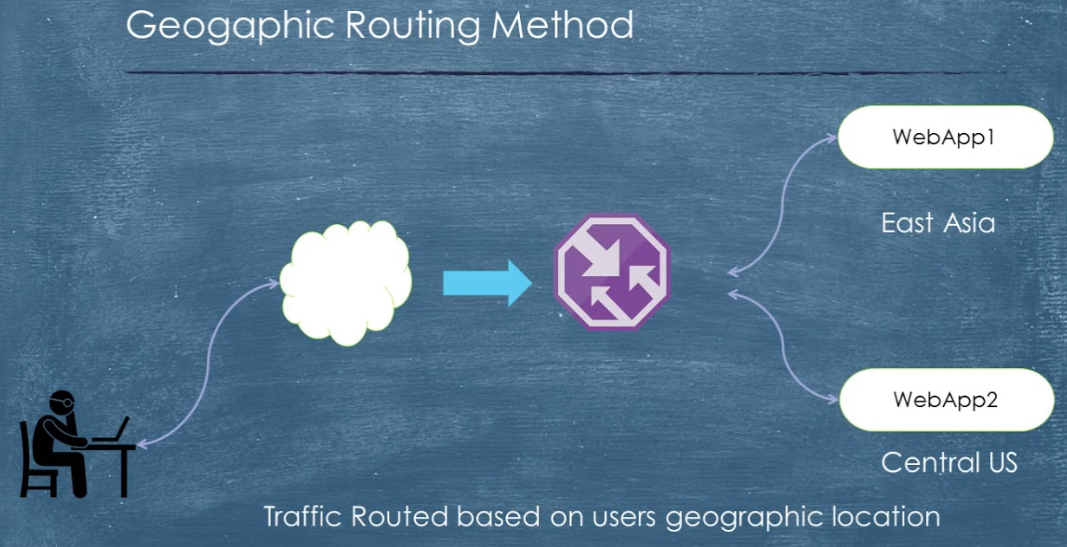 Geogaphic Routing Method
WebApp1
East Asia
WebApp2
Central US
Traffic Routed based on users geographic location